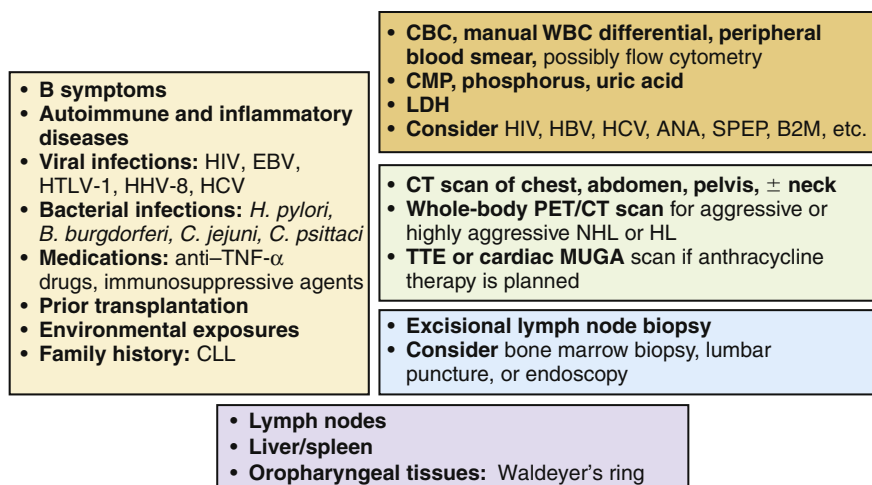 • B symptoms
• Autoimmune and inflammatory
diseases
• Viral infections: HIV, EBV,
HTLV-1, HHV-8, HCV
• Bacterial infections: H. pylori,
B. burgdorferi, C. jejuni, C. psittaci
• Medications: anti–TNF-α
drugs, immunosuppressive agents
• Prior transplantation
• Environmental exposures
• Family history: CLL
• CBC, manual WBC differential, peripheral
blood smear, possibly flow cytometry
• CMP, phosphorus, uric acid
• LDH
• Consider HIV, HBV, HCV, ANA, SPEP, B2M, etc.
• CT scan of chest, abdomen, pelvis, ± neck
• Whole-body PET/CT scan for aggressive or
highly aggressive NHL or HL
• TTE or cardiac MUGA scan if anthracycline
therapy is planned
• Excisional lymph node biopsy
• Consider bone marrow biopsy, lumbar
puncture, or endoscopy
• Lymph nodes
• Liver/spleen
• Oropharyngeal tissues: Waldeyer's ring